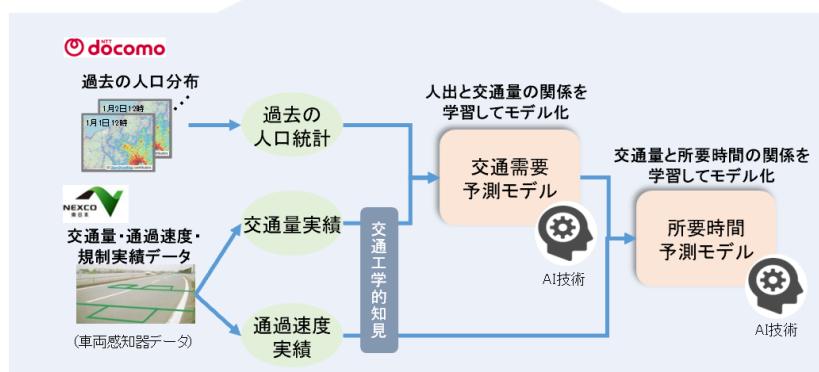 NTT
döcomo
過去の人口分布
1月2日12時
1月1日12時
過去の
人口統計
人出と交通量の関係を
学習してモデル化
交通需要
予測モデル
AI技術
交通量と所要時間の関係を
学習してモデル化
所要時間
予測モデル
AI技術
NEXCO
東日本
交通量・通過速度・
規制実績データ
(車両感知器データ)
交通量実績
通過速度
実績
交通工学的知見